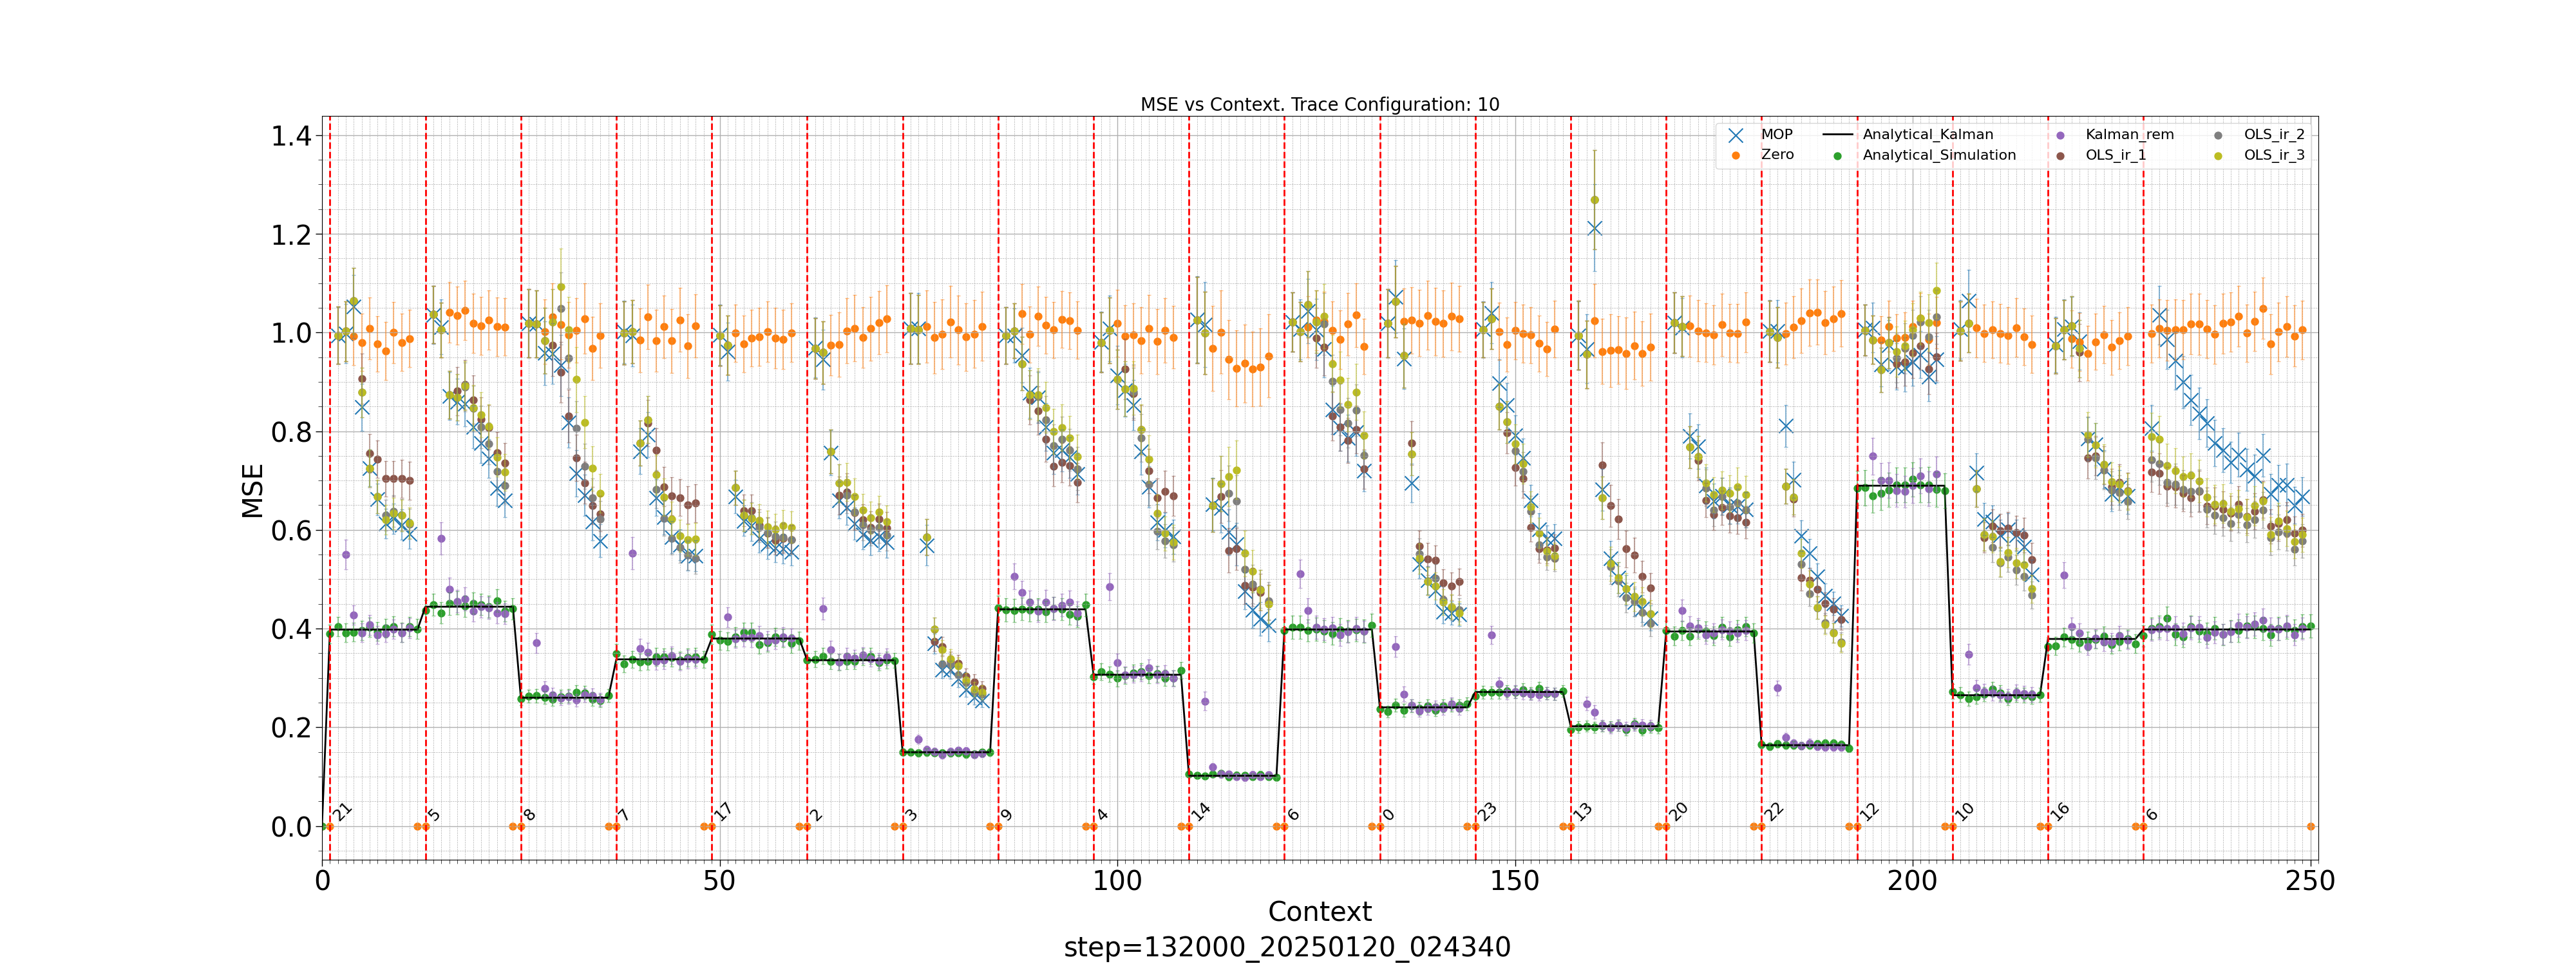 MSE vs Context. Trace Configuration: 10
MOP
Zero
Analytical_Kalman
Analytical_Simulation
Kalman_rem
OLS_ir_1
OLS_ir_2
OLS_ir_3
1.4
1.2
1.0
0.8
0.6
0.4
0.2
0.0
MSE
21
5
8
7
17
2
3
9
4
14
6
0
23
13
20
22
12
10
16
6
0
50
100
150
200
250
Context
step=132000_20250120_024340